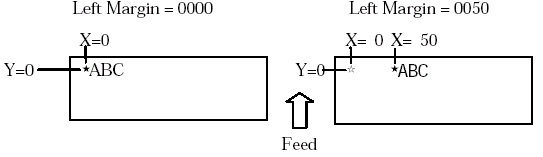 Left Margin = 0000
X=0
Y=0
★ABC
Left Margin = 0050
X= 0 X= 50
Y=0
☆ ★ABC
Feed